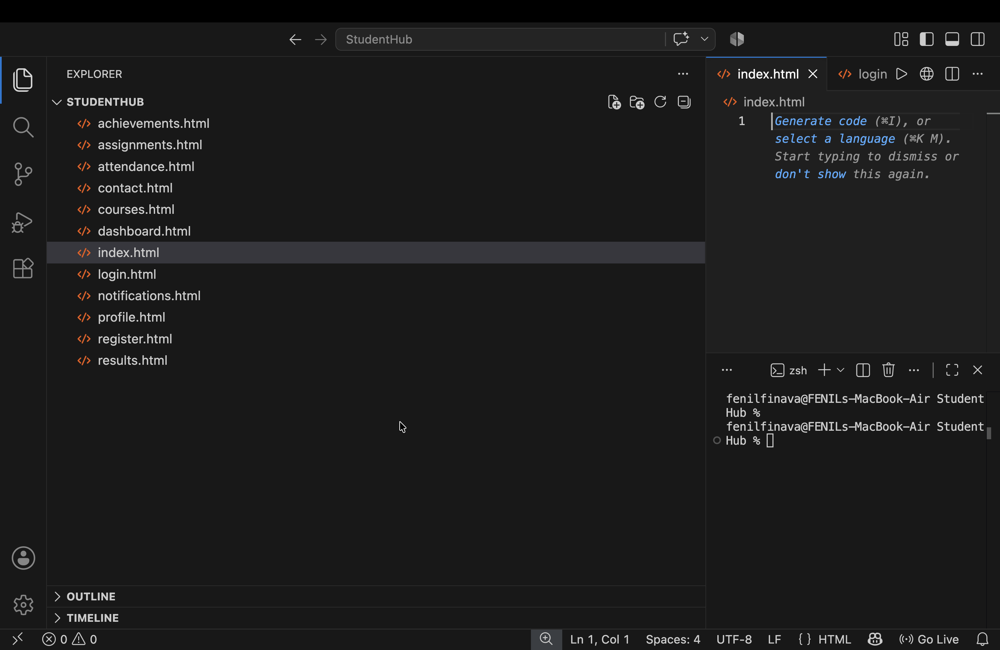 StudentHub
EXPLORER
STUDENTHUB
achievements.html
assignments.html
attendance.html
contact.html
courses.html
dashboard.html
index.html
login.html
notifications.html
profile.html
register.html
results.html
OUTLINE
TIMELINE
index.html
login
index.html
1
Generate code (⌘I), or
select a language (⌘K M).
Start typing to dismiss or
don't show this again.
zsh
fenilfinava@FENILs-MacBook-Air Student
Hub %
fenilfinava@FENILs-MacBook-Air Student
Hub %
0 0 Ln 1, Col 1 Spaces: 4 UTF-8 LF { } HTML Go Live